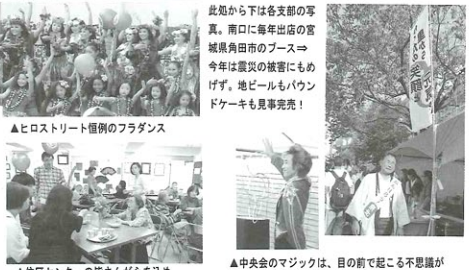 此処から下は各支部の写
真。南口に毎年出店の宮
城県角田市のブース⇒
今年は震災の被害にもめ
げず。地ビールもパウン
ドケーキも見事完売！
▲ヒロストリート恒例のフラダンス
▲中央会のマジックは、目の前で起こる不思議が